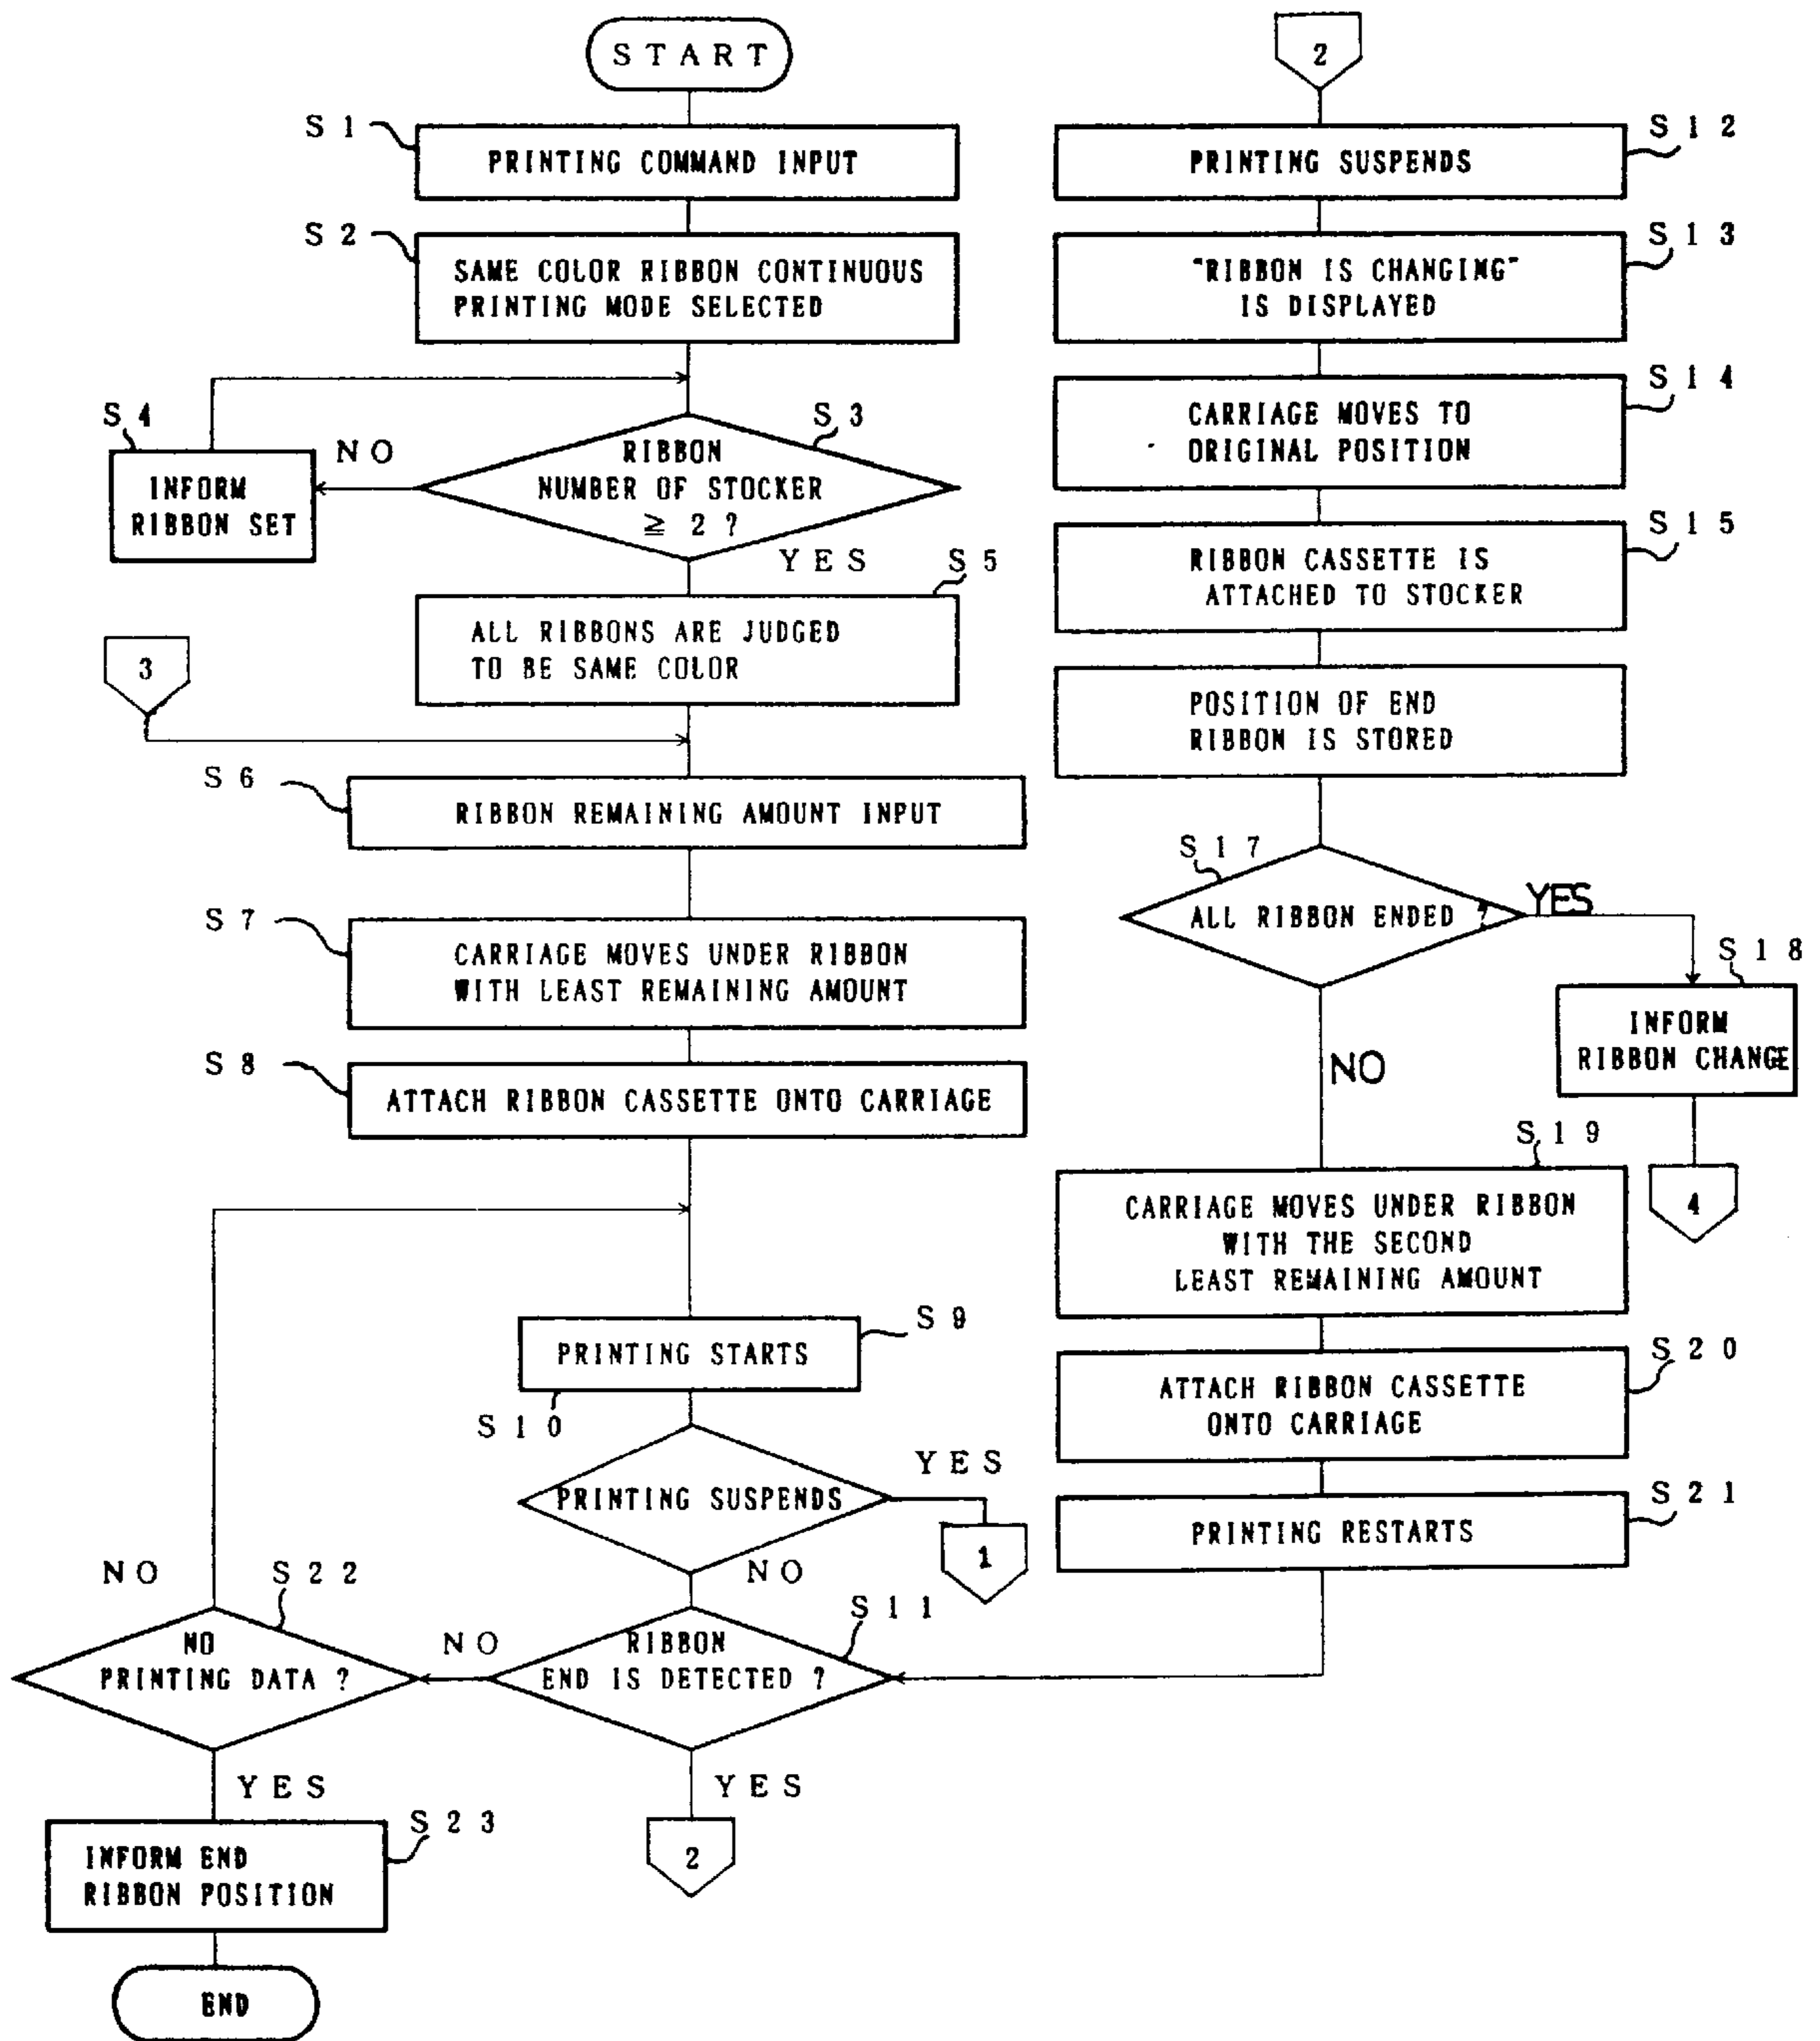 START
S1
PRINTING COMMAND INPUT
S2
SAME COLOR RIBBON CONTINUOUS
PRINTING MODE SELECTED
S3
RIBBON
NUMBER OF STOCKER
≧ 2 ?
NO
S4
INFORM
RIBBON SET
YES
S5
ALL RIBBONS ARE JUDGED
TO BE SAME COLOR
3
S6
RIBBON REMAINING AMOUNT INPUT
S7
CARRIAGE MOVES UNDER RIBBON
WITH LEAST REMAINING AMOUNT
S8
ATTACH RIBBON CASSETTE ONTO CARRIAGE
S9
PRINTING STARTS
S10
PRINTING SUSPENDS
YES
1
NO
S11
RIBBON
END IS DETECTED ?
NO
S22
NO
PRINTING DATA ?
NO
YES
S23
INFORM END
RIBBON POSITION
END
YES
2
2
S12
PRINTING SUSPENDS
S13
"RIBBON IS CHANGING"
IS DISPLAYED
S14
CARRIAGE MOVES TO
ORIGINAL POSITION
S15
RIBBON CASSETTE IS
ATTACHED TO STOCKER
POSITION OF END
RIBBON IS STORED
S17
ALL RIBBON ENDED ?
YES
S18
INFORM
RIBBON CHANGE
4
NO
S19
CARRIAGE MOVES UNDER RIBBON
WITH THE SECOND
LEAST REMAINING AMOUNT
S20
ATTACH RIBBON CASSETTE
ONTO CARRIAGE
S21
PRINTING RESTARTS